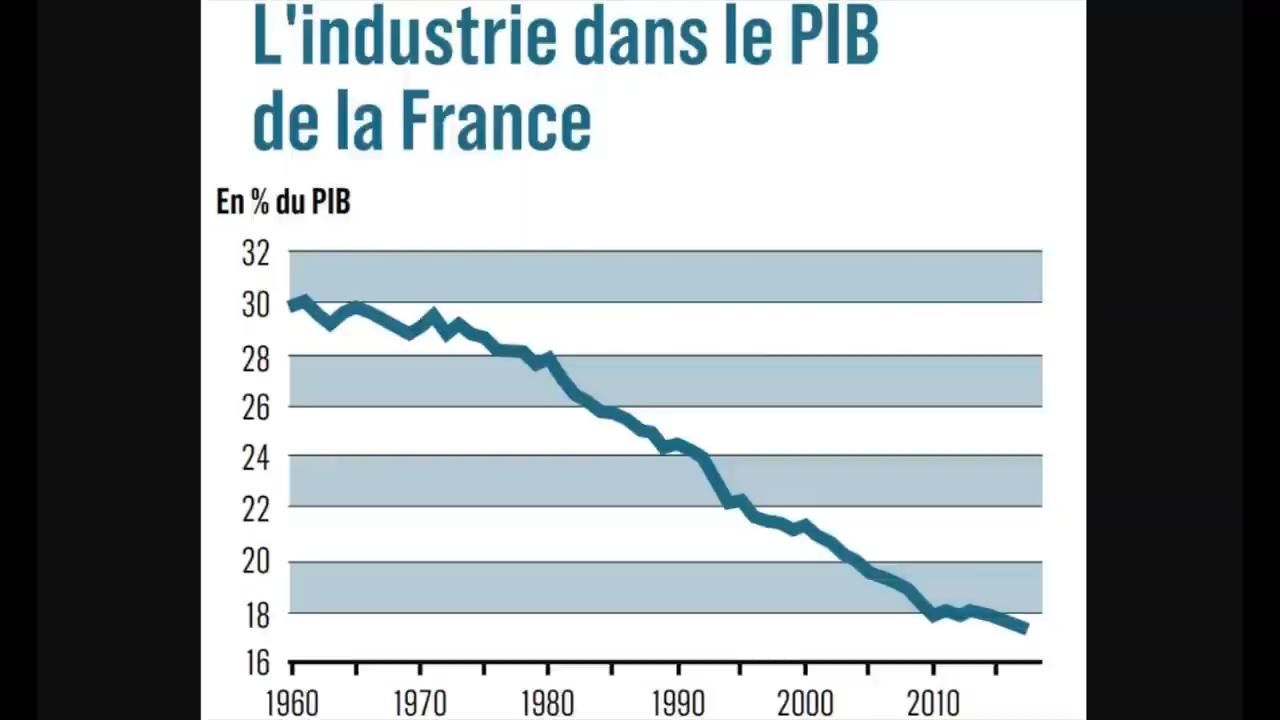 L'industrie dans le PIB
de la France
En % du PIB
32
30
28
26
24
22
20
18
16
1960 1970 1980 1990 2000 2010